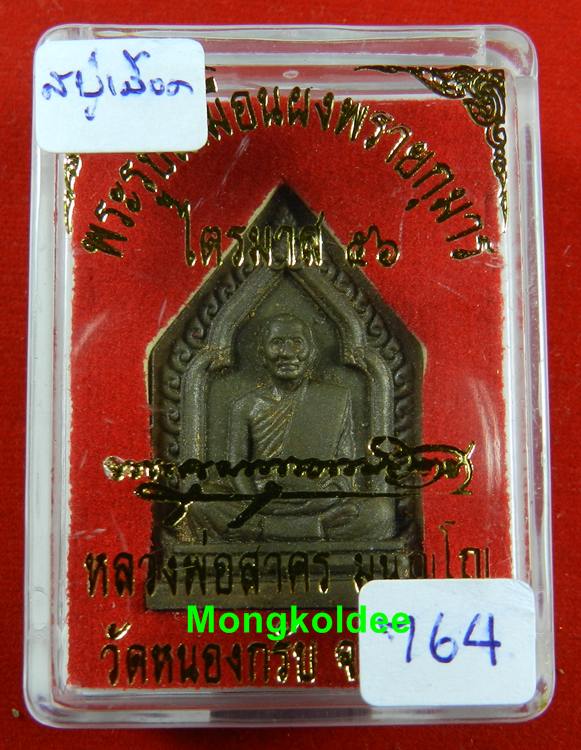 สบู่เลือด
พระรูปเหมือนผงพรายกุมาร
ไตรมาส ๕๖
หลวงพ่อสาคร มนุญฺโญ
วัดหนองกรับ จ.
Mongkoldee
764